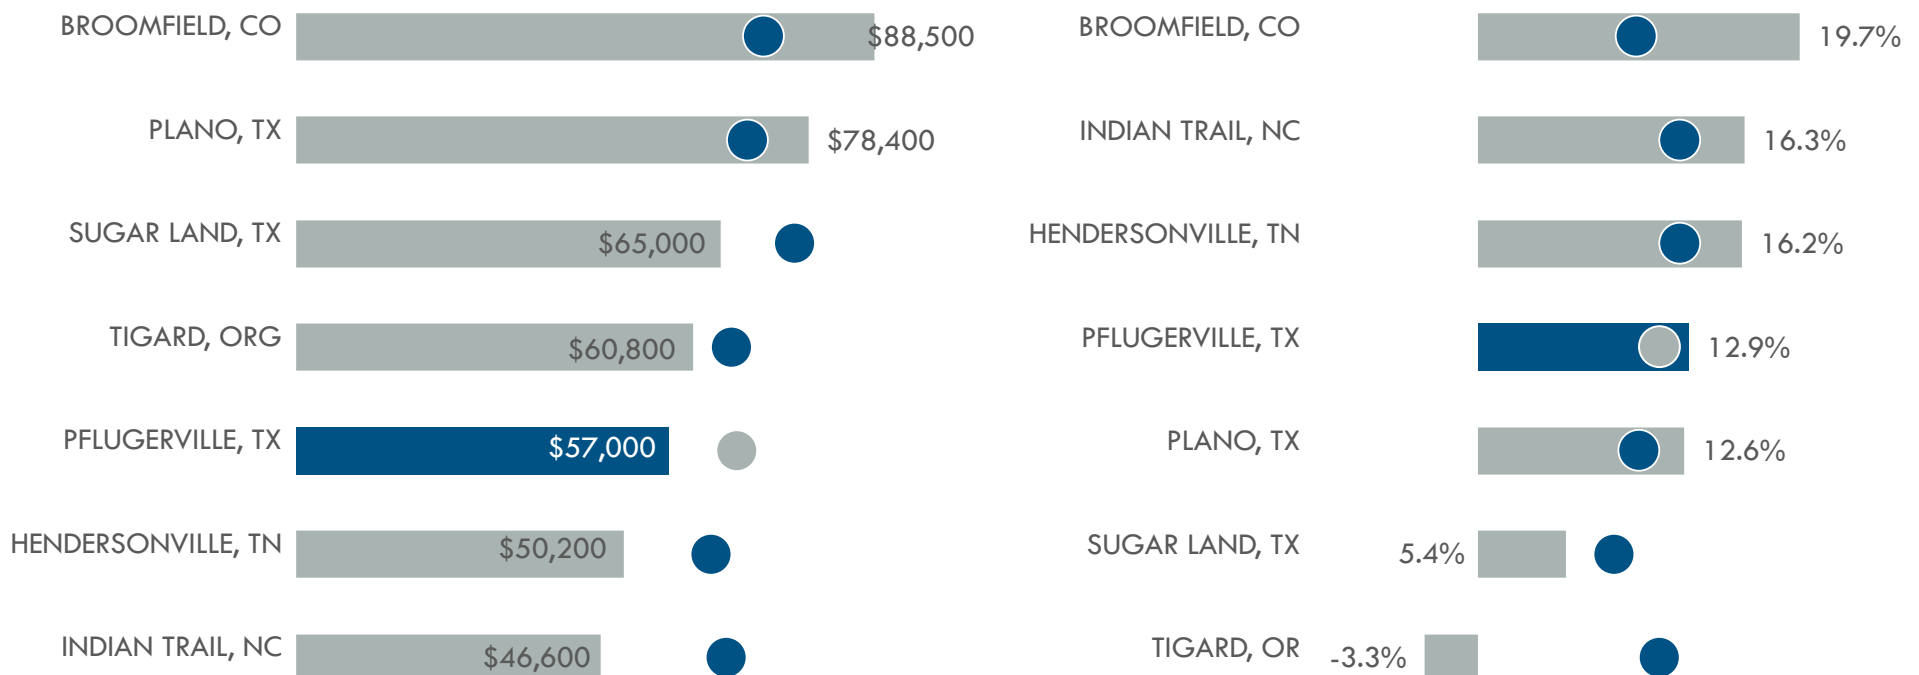 BROOMFIELD, CO
$88,500
PLANO, TX
$78,400
SUGAR LAND, TX
$65,000
TIGARD, ORG
$60,800
PFLUGERVILLE, TX
$57,000
HENDERSONVILLE, TN
$50,200
INDIAN TRAIL, NC
$46,600
BROOMFIELD, CO
19.7%
INDIAN TRAIL, NC
16.3%
HENDERSONVILLE, TN
16.2%
PFLUGERVILLE, TX
12.9%
PLANO, TX
12.6%
SUGAR LAND, TX
5.4%
TIGARD, OR
-3.3%